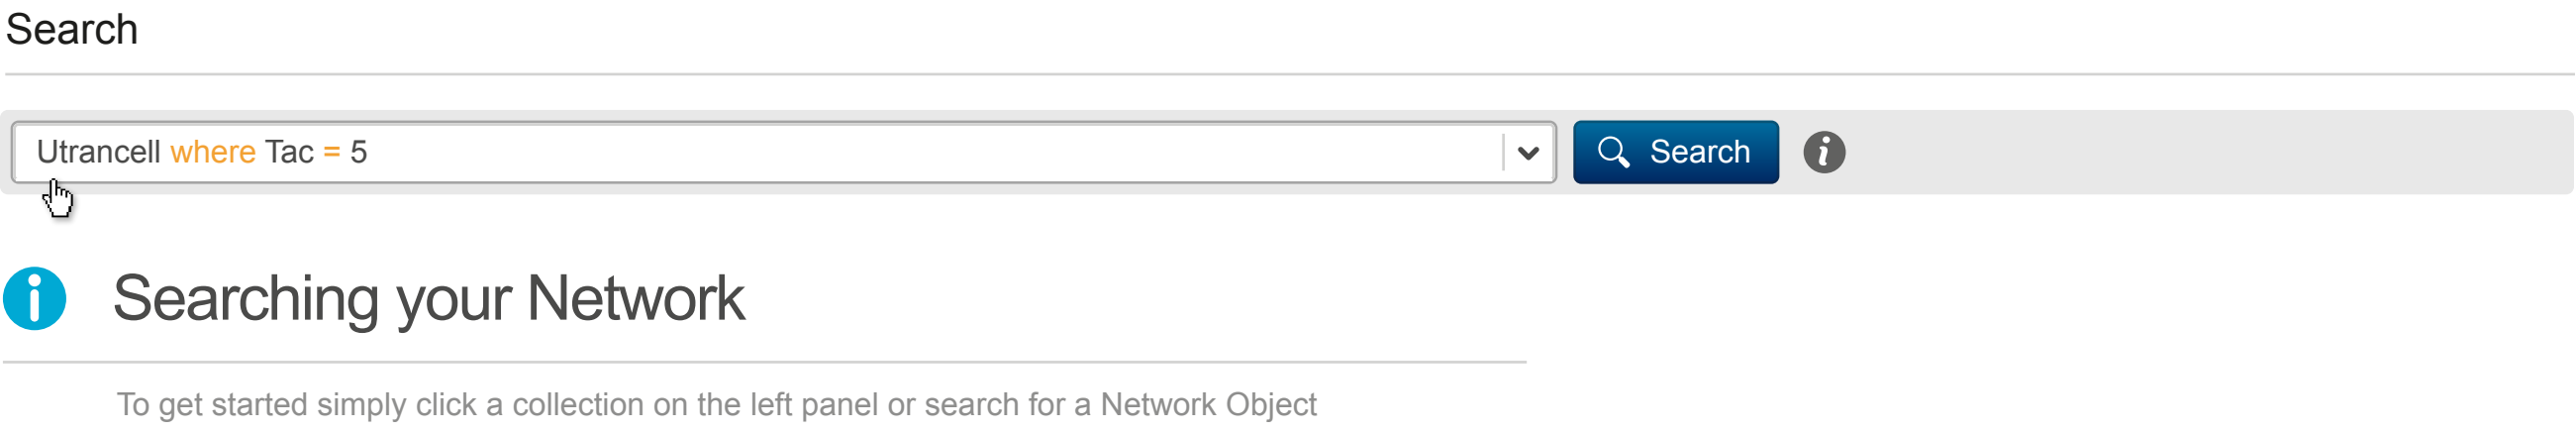 Search
Utrancell where Tac = 5
Search
Searching your Network
To get started simply click a collection on the left panel or search for a Network Object